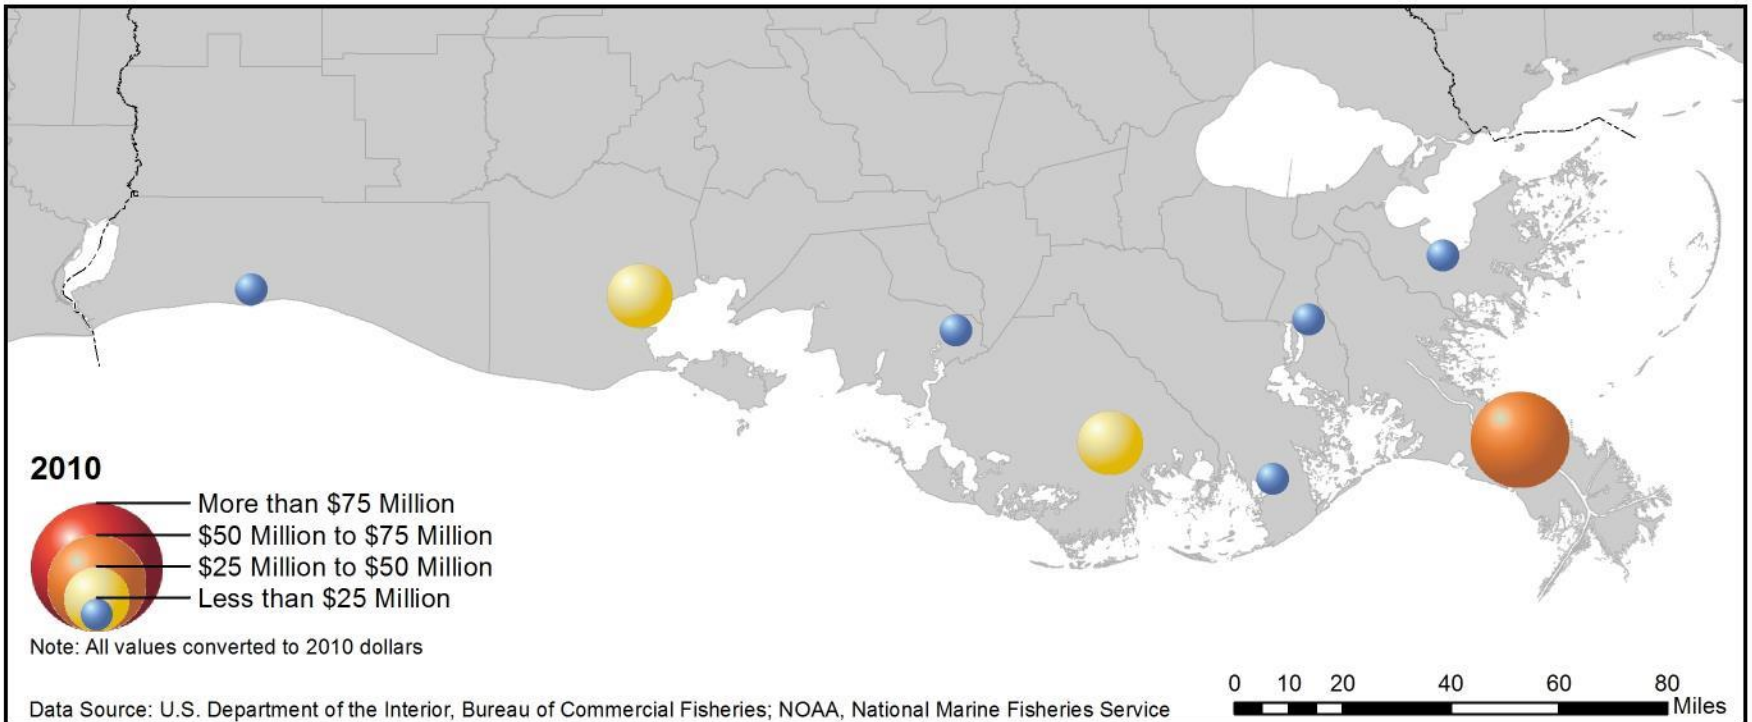 2010
More than $75 Million
$50 Million to $75 Million
$25 Million to $50 Million
Less than $25 Million
Note: All values converted to 2010 dollars
Data Source: U.S. Department of the Interior, Bureau of Commercial Fisheries; NOAA, National Marine Fisheries Service
0 10 20 40 60 80
Miles